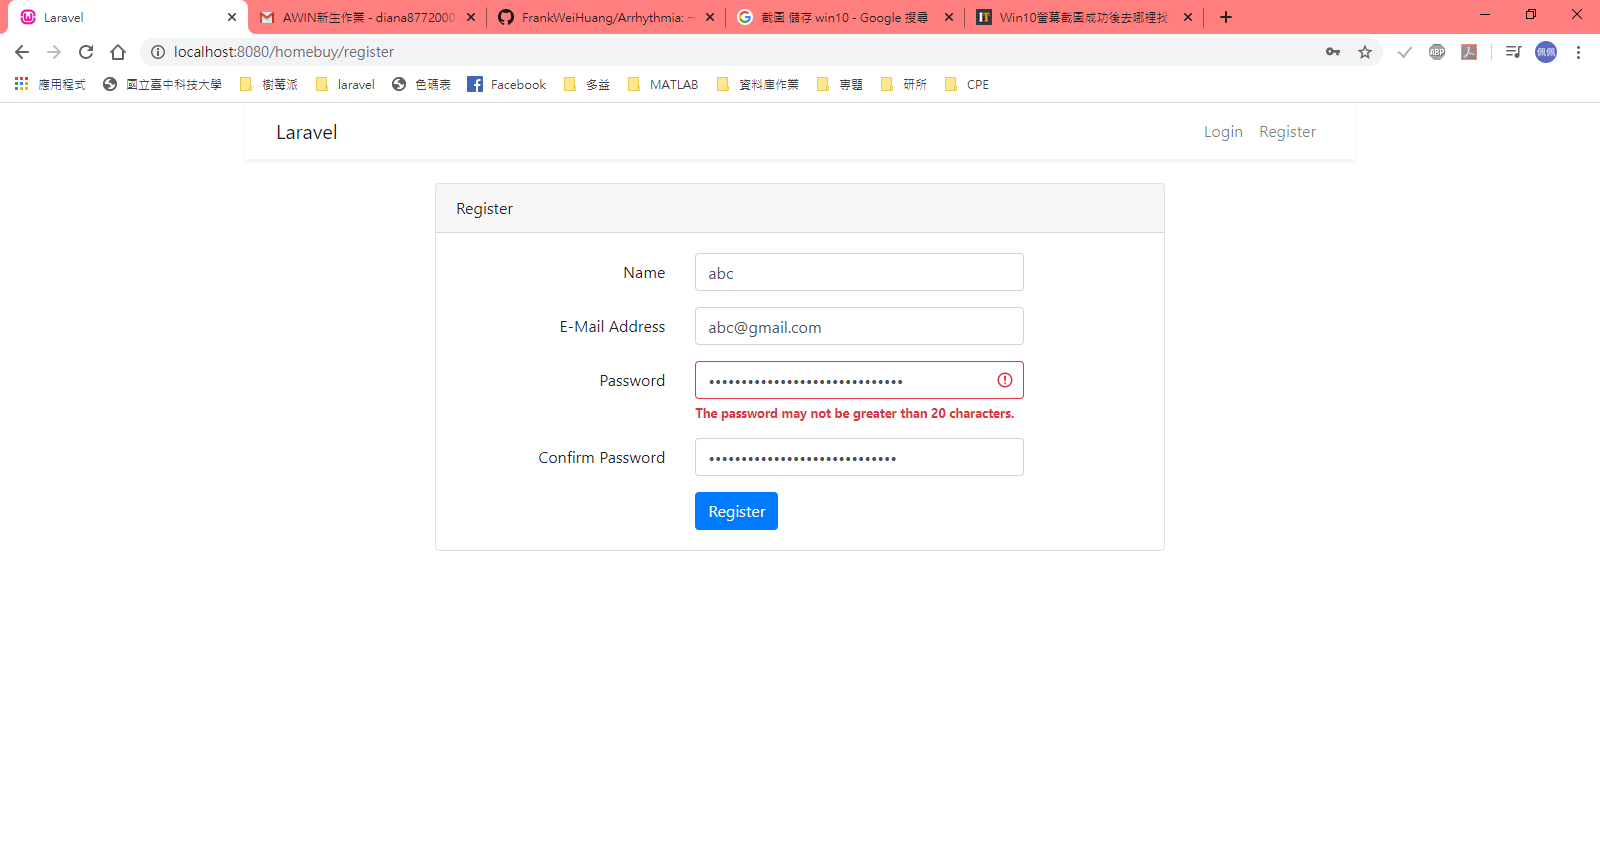 Laravel
AWIN新生作業 - diana8772000
FrankWeiHuang/Arrhythmia: 一
截圖 儲存 win10 - Google 搜尋
IT Win10螢幕截圖成功後去哪裡找
localhost:8080/homebuy/register
ABP
佩佩
應用程式
國立臺中科技大學
樹莓派
laravel
色碼表
Facebook
多益
MATLAB
資料庫作業
專題
研所
CPE
Laravel
Login
Register
Register
Name
abc
E-Mail Address
abc@gmail.com
Password
••••••••••••••••••••••••••••••
The password may not be greater than 20 characters.
Confirm Password
•••••••••••••••••••••••••••••
Register